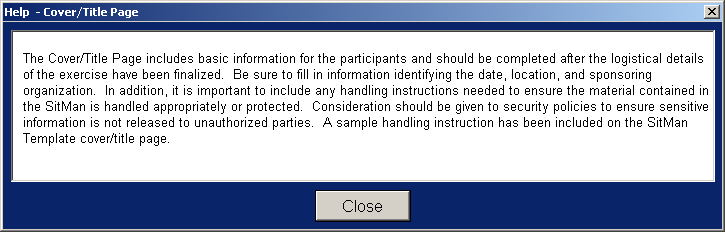 Help - Cover/Title Page
The Cover/Title Page includes basic information for the participants and should be completed after the logistical details
of the exercise have been finalized.  Be sure to fill in information identifying the date, location, and sponsoring
organization.  In addition, it is important to include any handling instructions needed to ensure the material contained in
the SitMan is handled appropriately or protected.  Consideration should be given to security policies to ensure sensitive
information is not released to unauthorized parties.  A sample handling instruction has been included on the SitMan
Template cover/title page.
Close